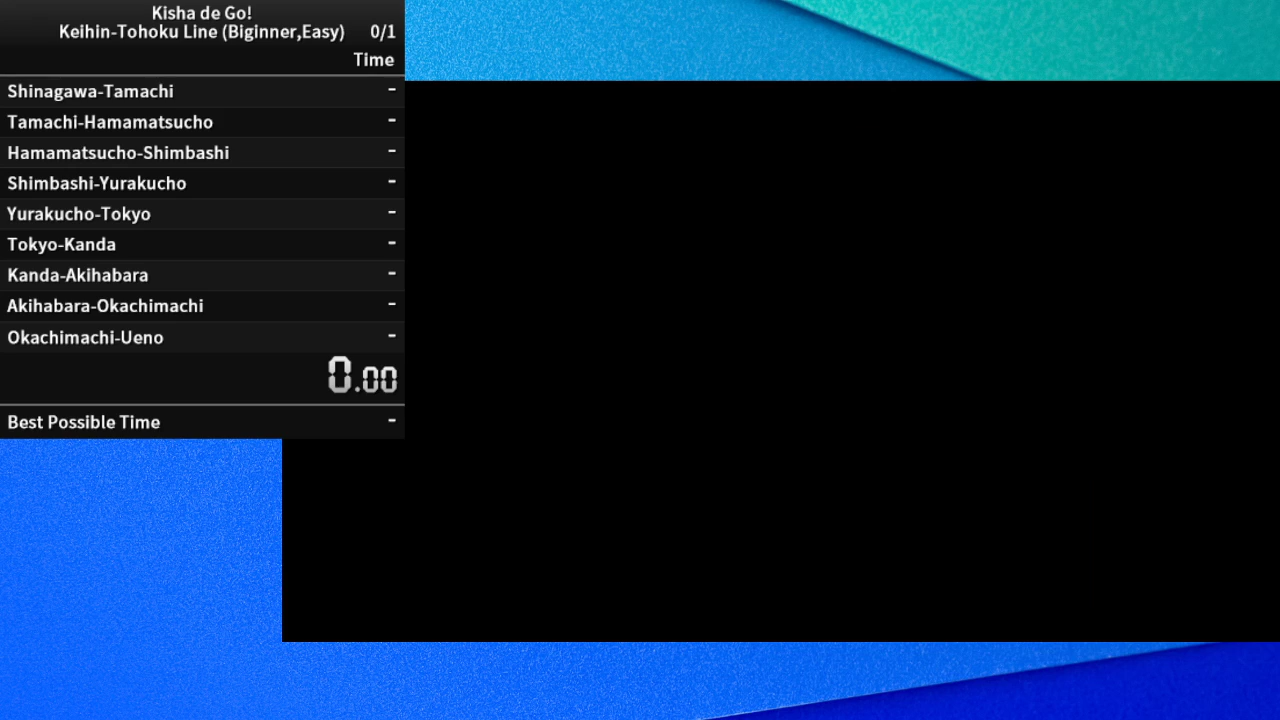 Kisha de Go!
Keihin-Tohoku Line (Biginner,Easy) 0/1
Time
Shinagawa-Tamachi -
Tamachi-Hamamatsucho -
Hamamatsucho-Shimbashi -
Shimbashi-Yurakucho -
Yurakucho-Tokyo -
Tokyo-Kanda -
Kanda-Akihabara -
Akihabara-Okachimachi -
Okachimachi-Ueno -
0.00
Best Possible Time -